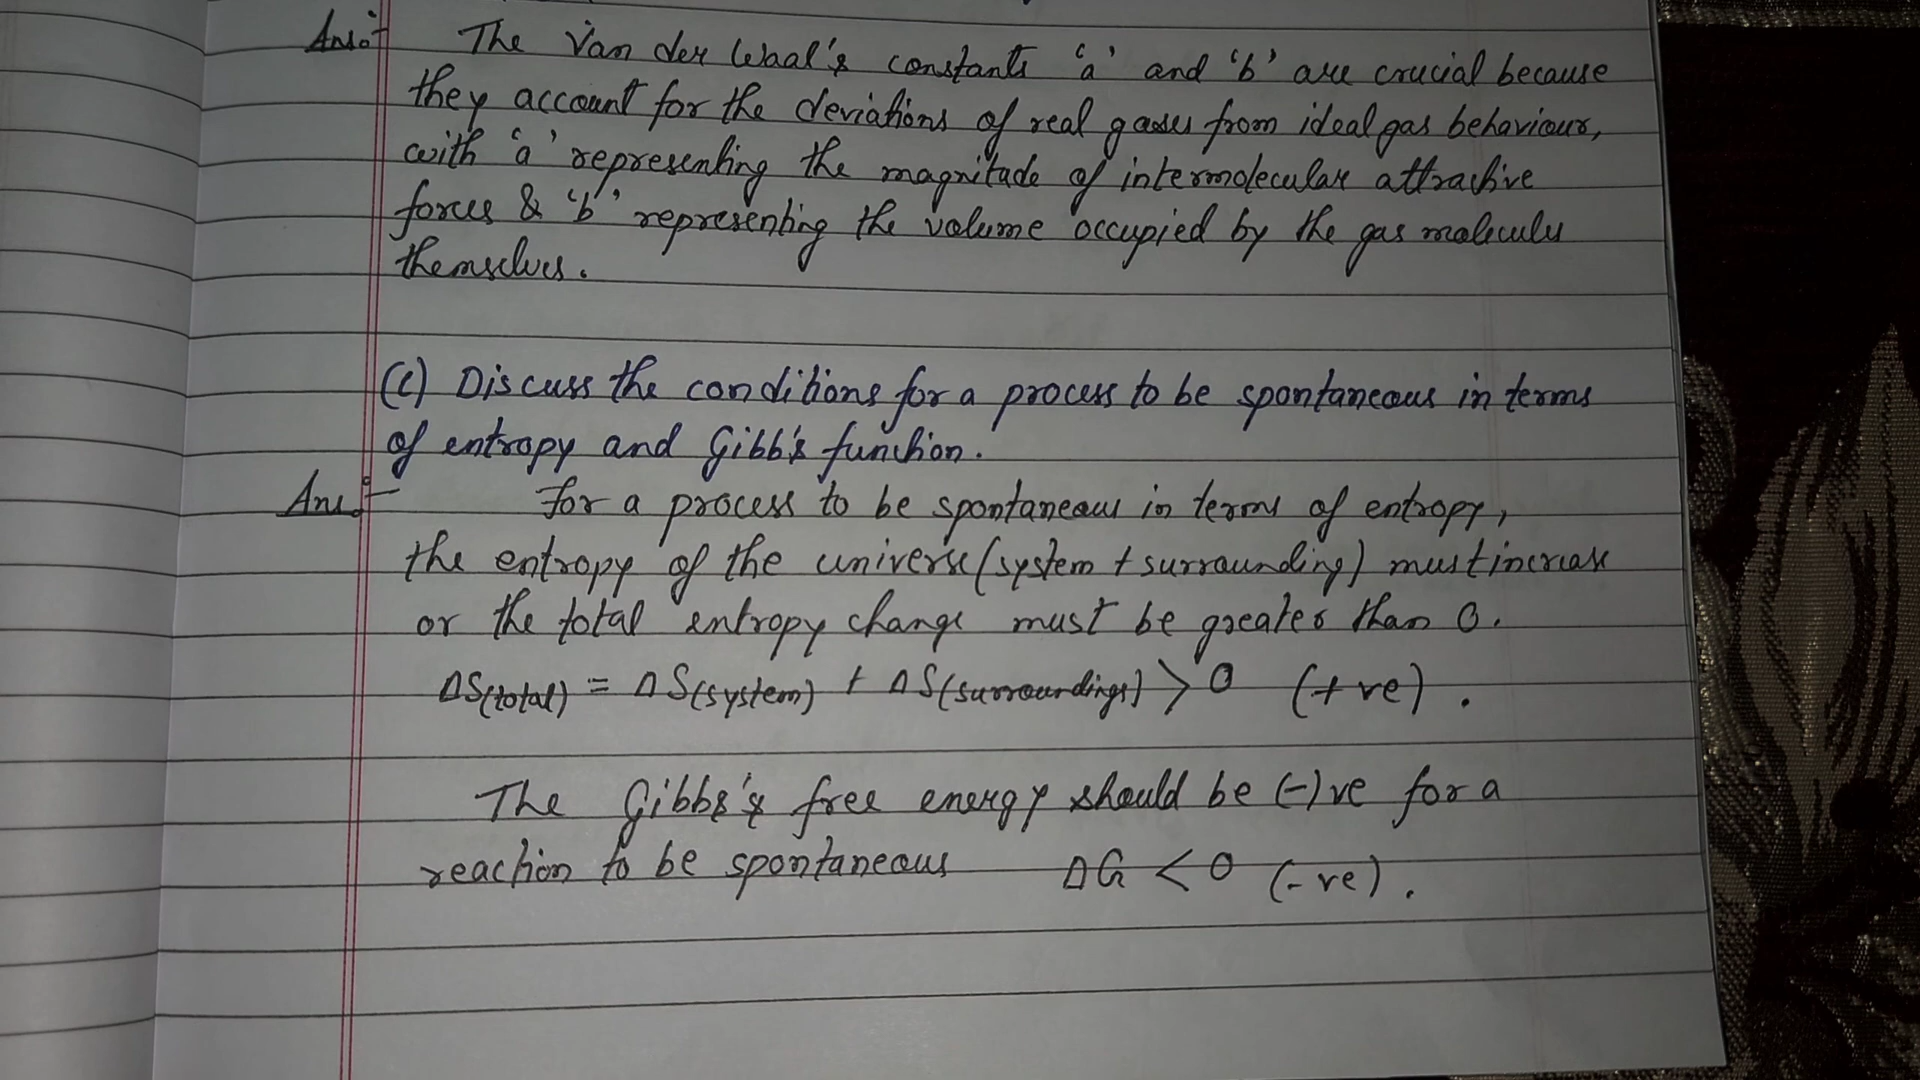 Ans:- The Van der Waal's constants 'a' and 'b' are crucial because
they account for the deviations of real gases from ideal gas behaviour,
with 'a' representing the magnitude of intermolecular attractive
forces & 'b' representing the volume occupied by the gas molecules
themselves.
(c) Discuss the conditions for a process to be spontaneous in terms
of entropy and Gibb's function.
Ans:- for a process to be spontaneous in terms of entropy,
the entropy of the universe (system + surrounding) must increase
or the total entropy change must be greater than 0.
ΔS(total) = ΔS(system) + ΔS(surroundings) > 0 (+ve).
The Gibbs's free energy should be (-)ve for a
reaction to be spontaneous ΔG < 0 (-ve).